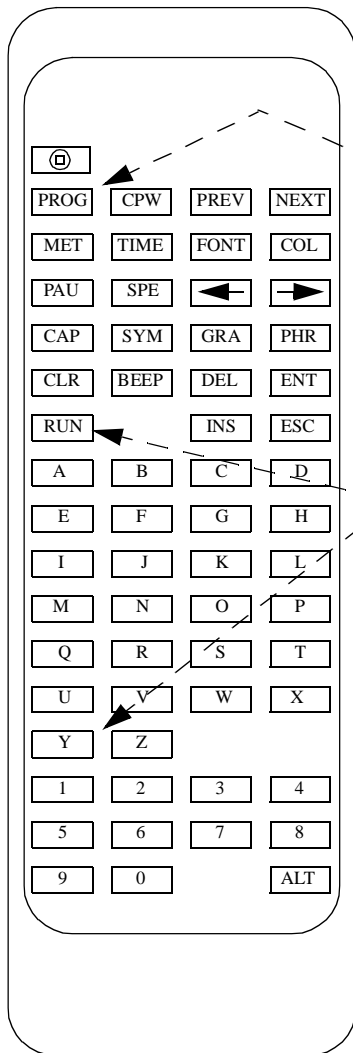 PROG CPW PREV NEXT
MET TIME FONT COL
PAU SPE
CAP SYM GRA PHR
CLR BEEP DEL ENT
RUN INS ESC
A B C D
E F G H
I J K L
M N O P
Q R S T
U V W X
Y Z
1 2 3 4
5 6 7 8
9 0 ALT